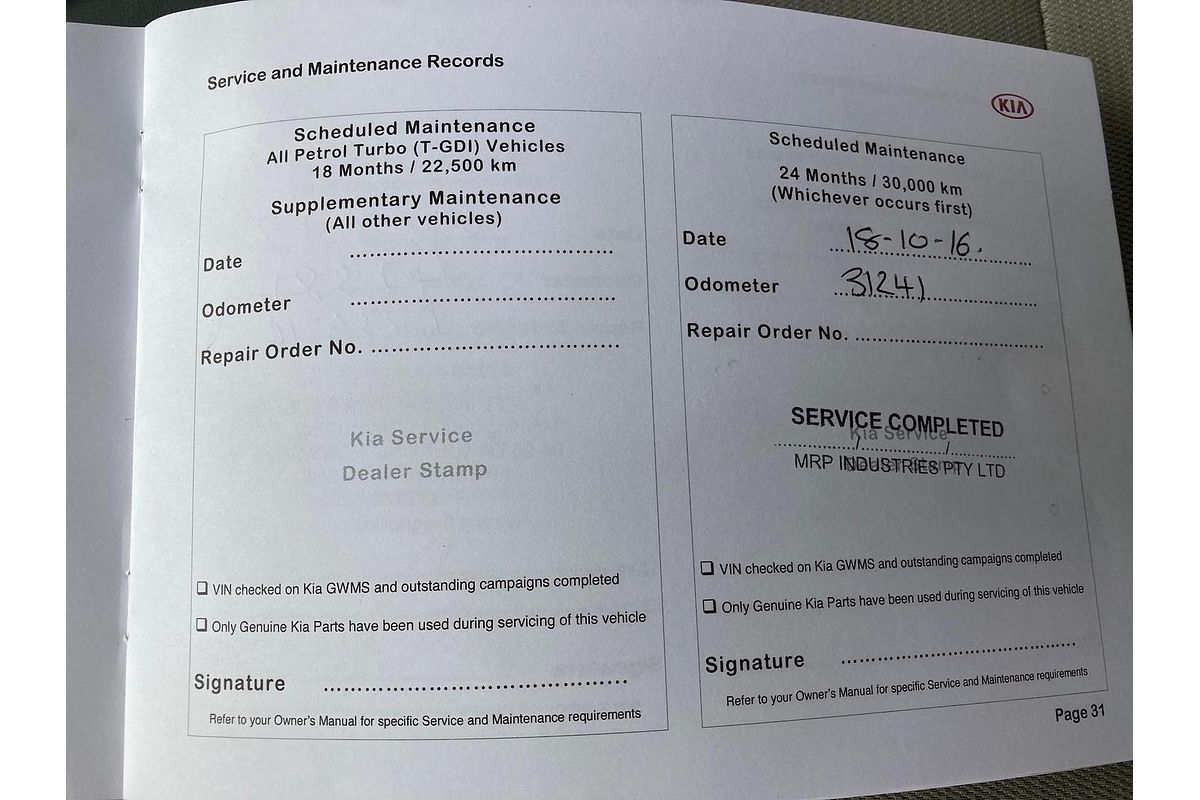 Service and Maintenance Records
KIA
Scheduled Maintenance
All Petrol Turbo (T-GDI) Vehicles
18 Months / 22,500 km
Supplementary Maintenance
(All other vehicles)
Date ................................
Odometer ................................
Repair Order No. ................................
Kia Service
Dealer Stamp
❏ VIN checked on Kia GWMS and outstanding campaigns completed
❏ Only Genuine Kia Parts have been used during servicing of this vehicle
Signature ................................
Refer to your Owner's Manual for specific Service and Maintenance requirements
Scheduled Maintenance
24 Months / 30,000 km
(Whichever occurs first)
Date 18-10-16.
Odometer 31241
Repair Order No. ................................
SERVICE COMPLETED
Kia Service
............/............/............
MRP INDUSTRIES PTY LTD
❏ VIN checked on Kia GWMS and outstanding campaigns completed
❏ Only Genuine Kia Parts have been used during servicing of this vehicle
Signature ................................
Refer to your Owner's Manual for specific Service and Maintenance requirements
Page 31